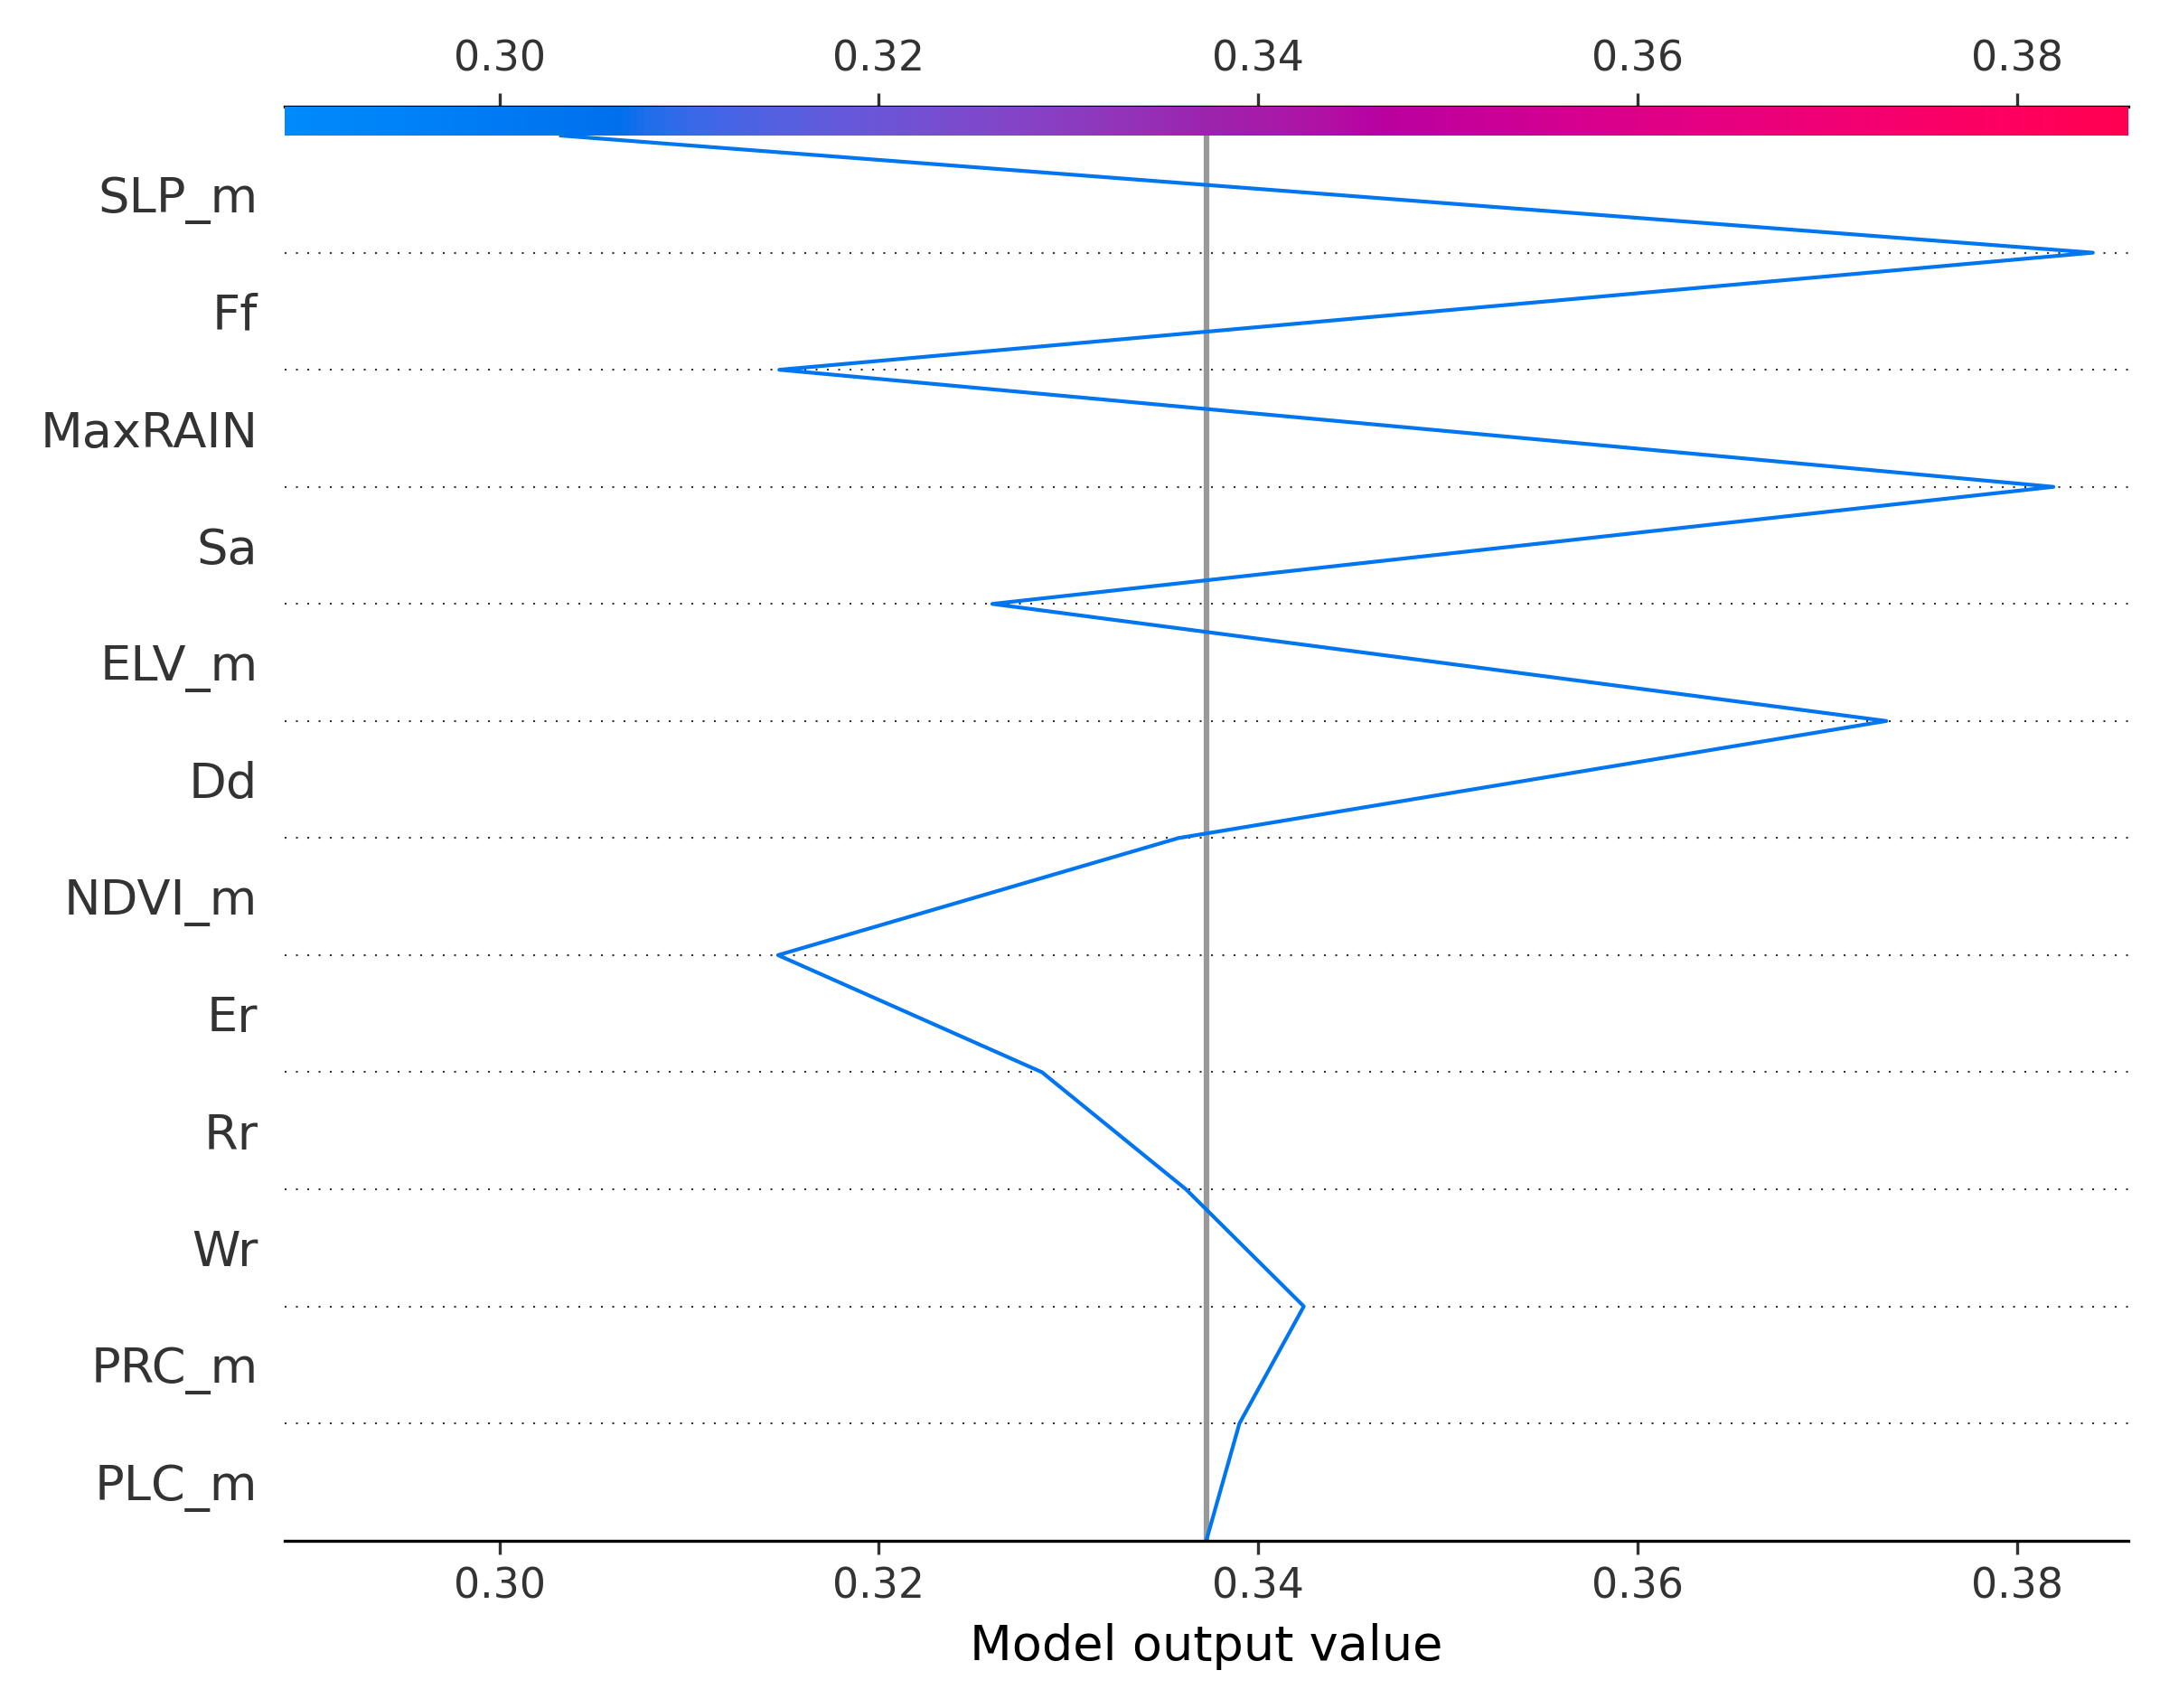 0.30 0.32 0.34 0.36 0.38
SLP_m
Ff
MaxRAIN
Sa
ELV_m
Dd
NDVI_m
Er
Rr
Wr
PRC_m
PLC_m
0.30 0.32 0.34 0.36 0.38
Model output value